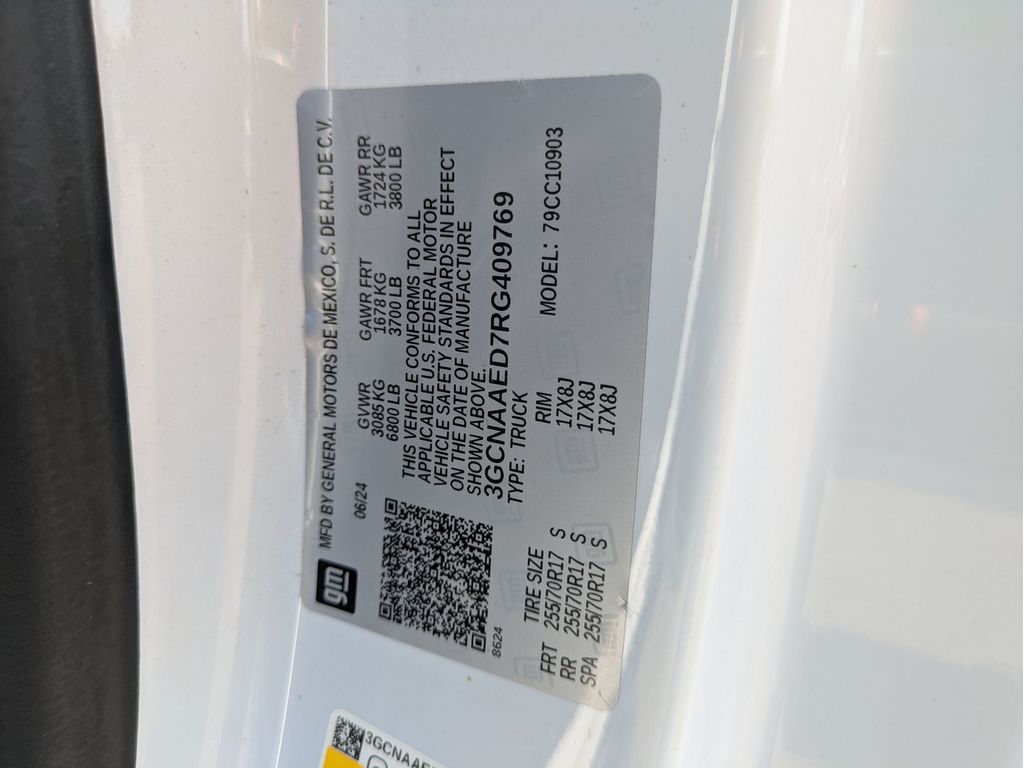 gm MFD BY GENERAL MOTORS DE MEXICO, S. DE R.L. DE C.V.
06/24 GVWR GAWR FRT GAWR RR
3085 KG 1678 KG 1724 KG
6800 LB 3700 LB 3800 LB
THIS VEHICLE CONFORMS TO ALL
APPLICABLE U.S. FEDERAL MOTOR
VEHICLE SAFETY STANDARDS IN EFFECT
ON THE DATE OF MANUFACTURE
SHOWN ABOVE.
3GCNAAED7RG409769
8624 TYPE: TRUCK
TIRE SIZE RIM MODEL: 79CC10903
FRT 255/70R17 S 17X8J
RR 255/70R17 S 17X8J
SPA 255/70R17 S 17X8J
3GCNAAE